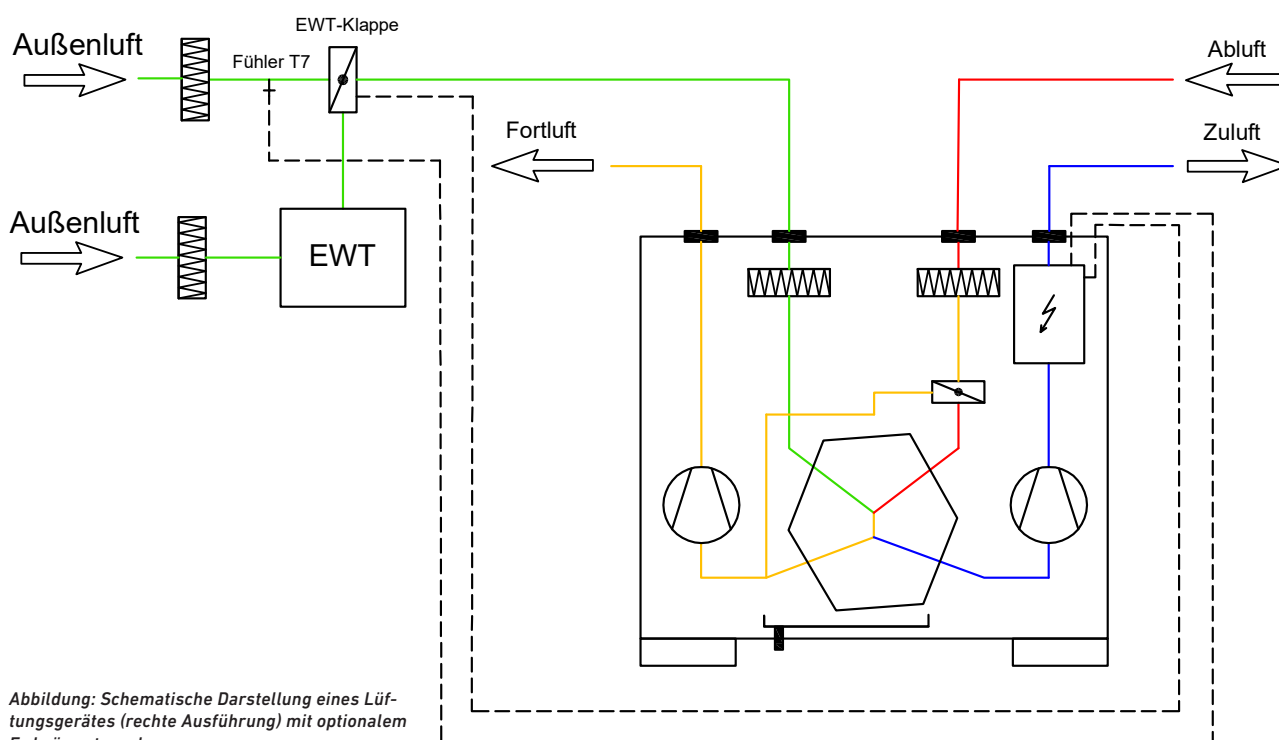 EWT-Klappe
Außenluft
Fühler T7
Abluft
Fortluft
Zuluft
Außenluft
EWT
Abbildung: Schematische Darstellung eines Lüf-
tungsgerätes (rechte Ausführung) mit optionalem